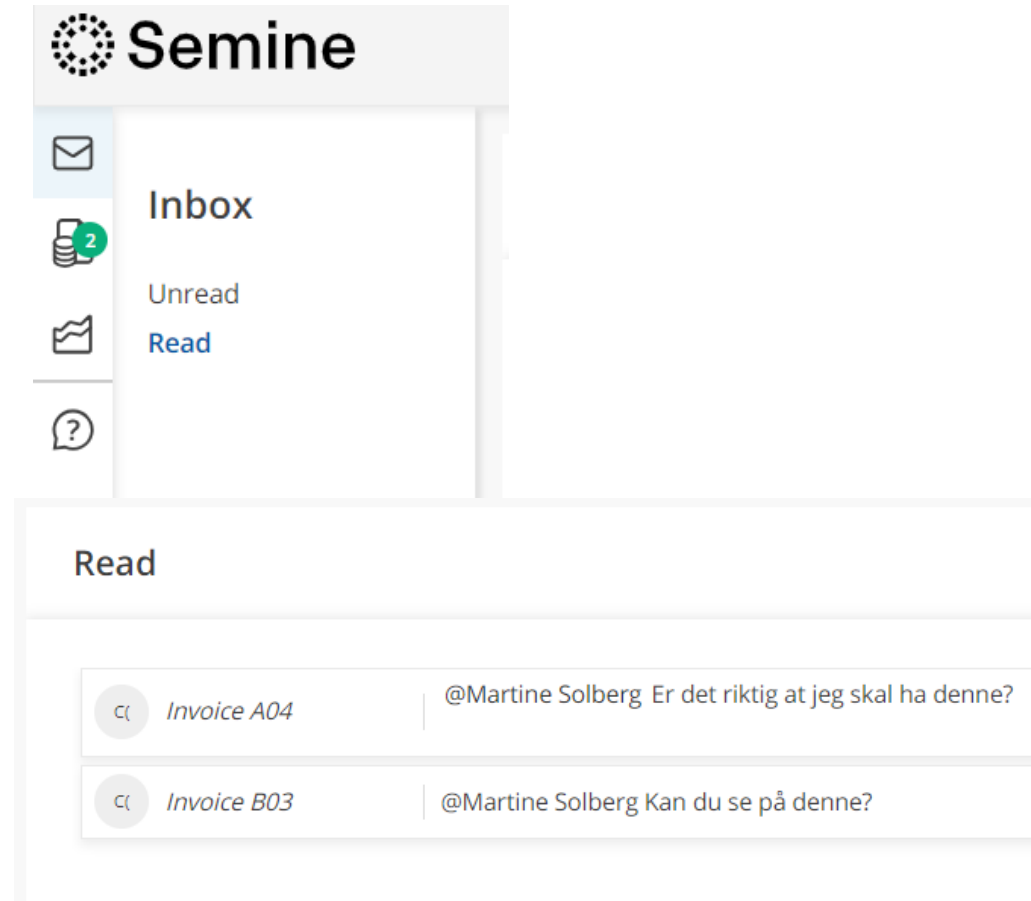 Semine
Inbox
2
Unread
Read
?
Read
C(
Invoice A04
@Martine Solberg Er det riktig at jeg skal ha denne?
C(
Invoice B03
@Martine Solberg Kan du se på denne?